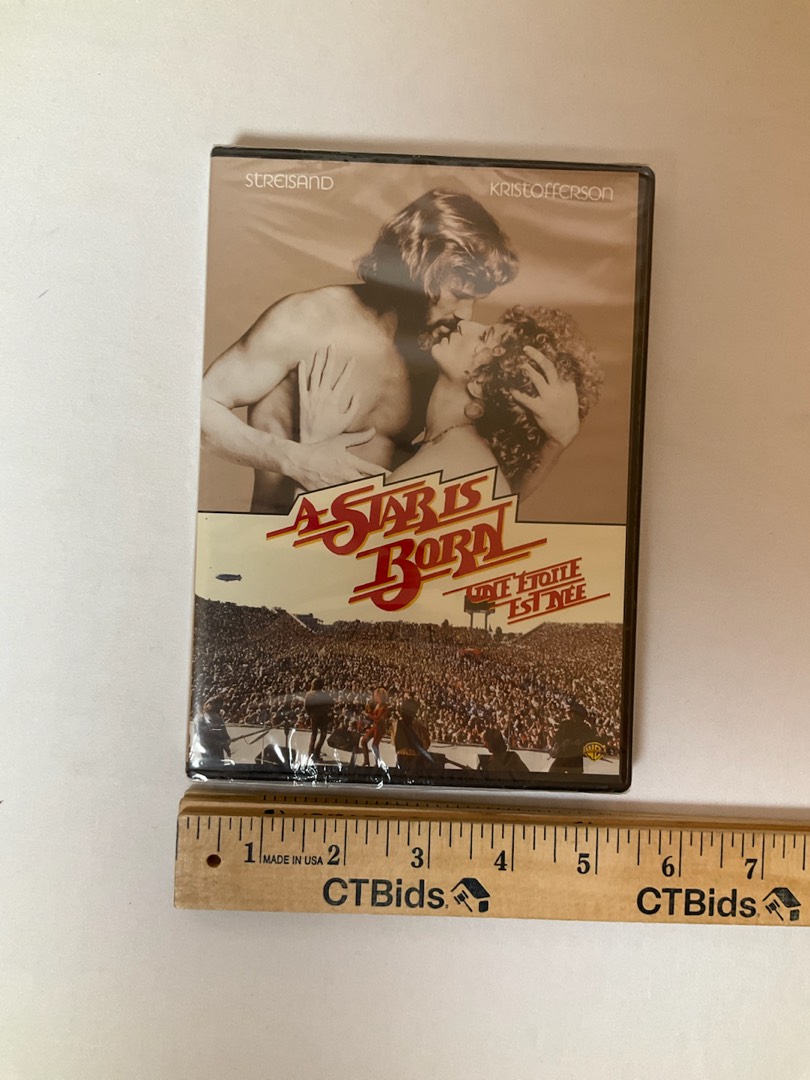 STREISAND KRISTOFFERSON
A STAR IS
BORN
UNE ÉTOILE
EST NÉE
WB
1 MADE IN USA 2 3 4 5 6 7
CTBids. CTBids.